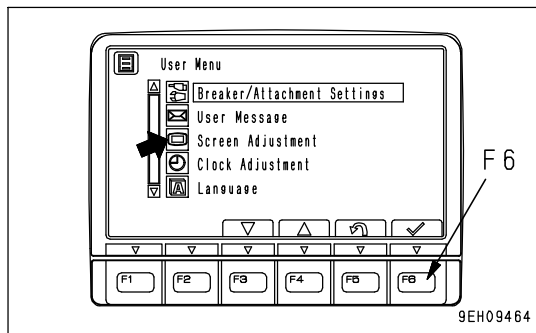 User Menu
Breaker/Attachment Settings
User Message
Screen Adjustment
Clock Adjustment
A Language
F6
F1 F2 F3 F4 F5 F6
9EH09464